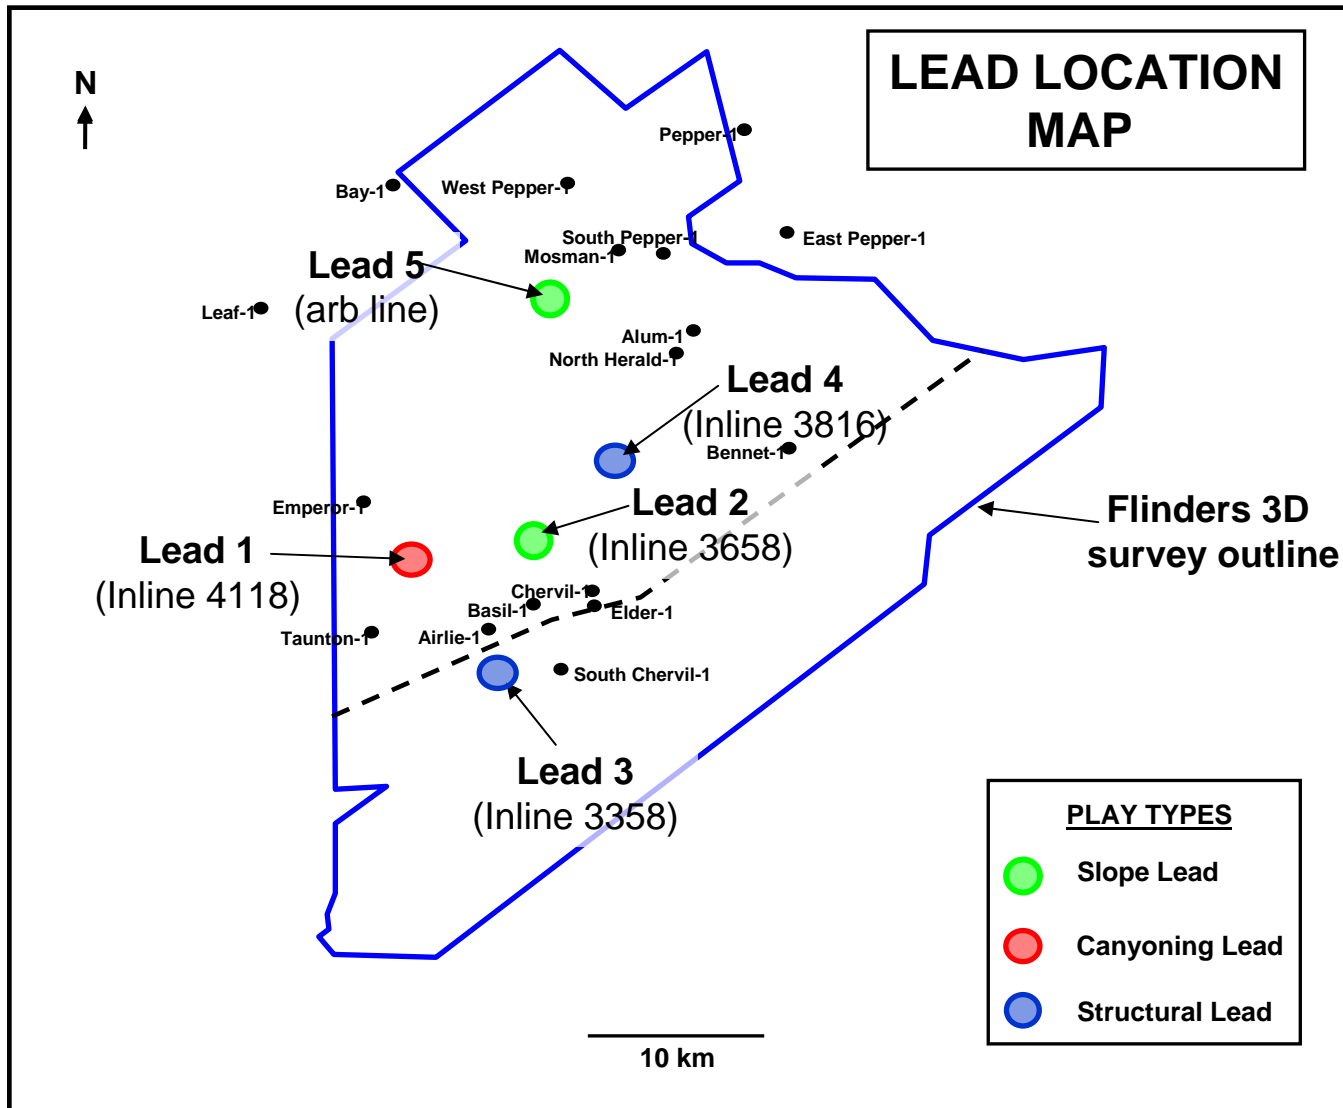 LEAD LOCATION
MAP
N
Pepper-1
Bay-1
West Pepper-1
South Pepper-1
East Pepper-1
Mosman-1
Lead 5
(arb line)
Leaf-1
Alum-1
North Herald-1
Lead 4
(Inline 3816)
Bennet-1
Emperor-1
Lead 2
(Inline 3658)
Flinders 3D
survey outline
Lead 1
(Inline 4118)
Chervil-1
Basil-1
Elder-1
Taunton-1
Airlie-1
South Chervil-1
Lead 3
(Inline 3358)
PLAY TYPES
Slope Lead
Canyoning Lead
Structural Lead
10 km